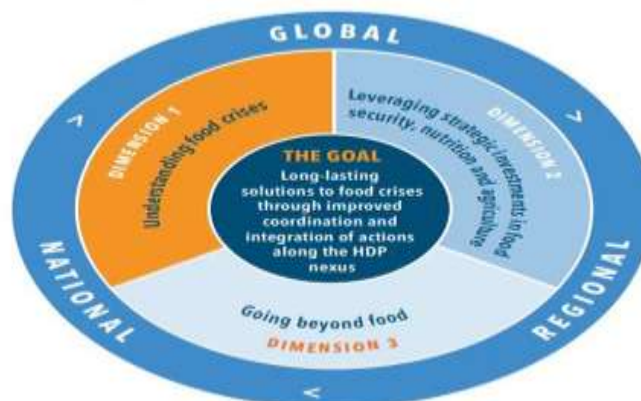 GLOBAL
DIMENSION 1
Understanding food crises
Leveraging strategic investments in food
security, nutrition and agiculture
DIMENSION 2
THE GOAL
Long-lasting
solutions to food crises
through improved
coordination and
integration of actions
along the HDP
nexus
Going beyond food
DIMENSION 3
NATIONAL
REGIONAL